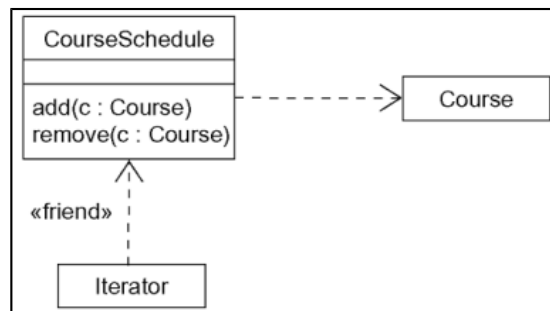 CourseSchedule
add(c : Course)
remove(c : Course)
Course
«friend»
Iterator